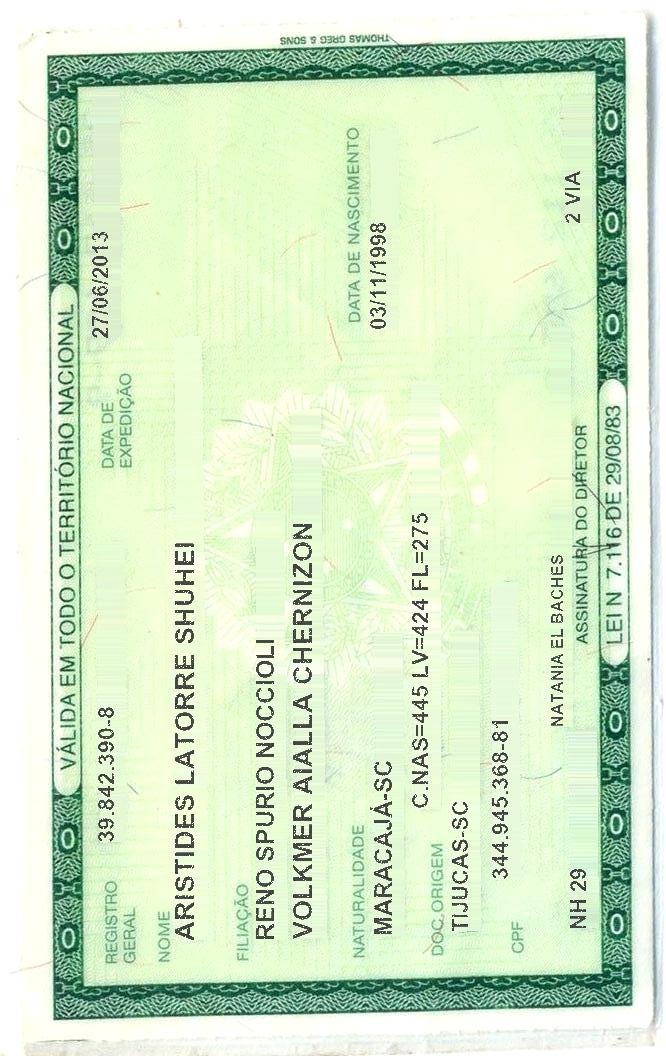 THOMAS GREG & SONS
VÁLIDA EM TODO O TERRITÓRIO NACIONAL
REGISTRO GERAL 39.842.390-8 DATA DE EXPEDIÇÃO 27/06/2013
NOME
ARISTIDES LATORRE SHUHEI
FILIAÇÃO
RENO SPURIO NOCCIOLI
VOLKMER AIALLA CHERNIZON
NATURALIDADE DATA DE NASCIMENTO
MARACAJÁ-SC 03/11/1998
C.NAS=445 LV=424 FL=275
DOC. ORIGEM
TIJUCAS-SC
344.945.368-81
CPF
NATANIA EL BACHES
NH 29 2 VIA
ASSINATURA DO DIRETOR
LEI N 7.116 DE 29/08/83